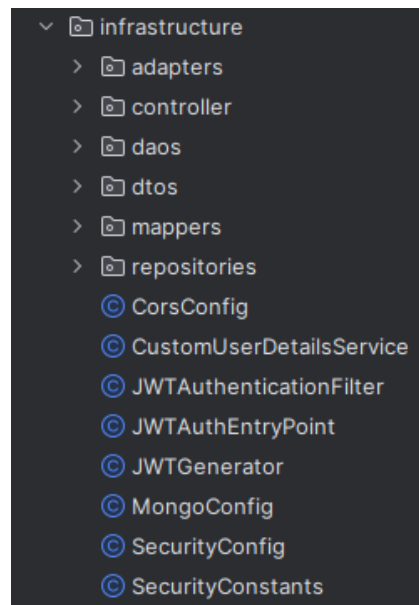 infrastructure
adapters
controller
daos
dtos
mappers
repositories
CorsConfig
CustomUserDetailsService
JWTAuthenticationFilter
JWTAuthEntryPoint
JWTGenerator
MongoConfig
SecurityConfig
SecurityConstants